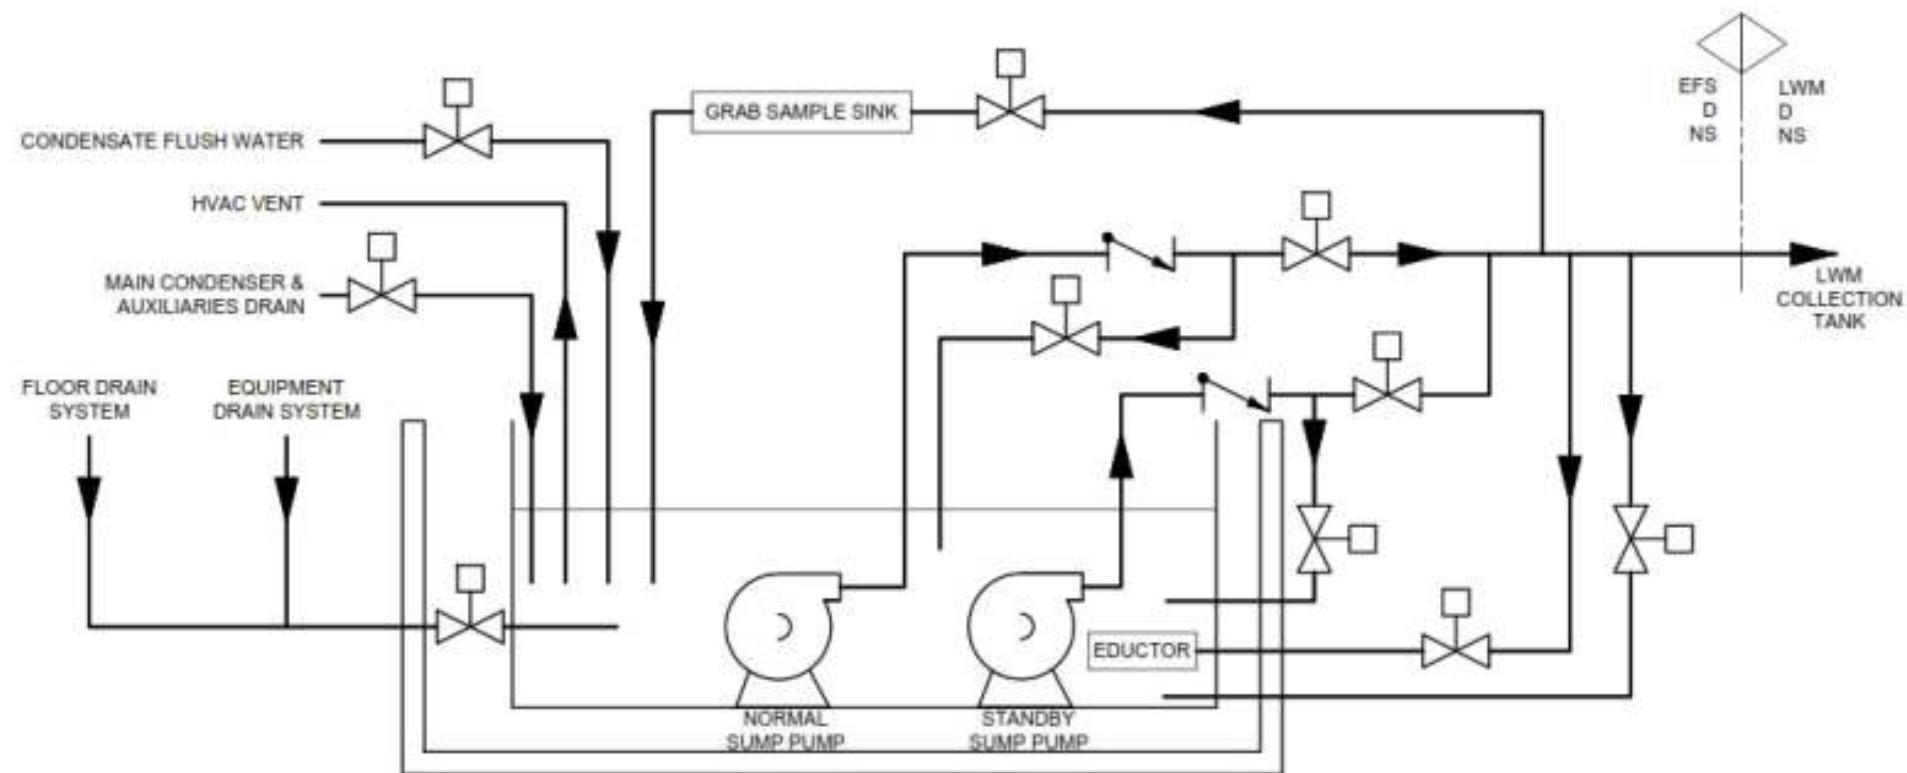 GRAB SAMPLE SINK
EFS
D
NS
LWM
D
NS
CONDENSATE FLUSH WATER
HVAC VENT
MAIN CONDENSER &
AUXILIARIES DRAIN
LWM
COLLECTION
TANK
FLOOR DRAIN
SYSTEM
EQUIPMENT
DRAIN SYSTEM
EDUCTOR
NORMAL
SUMP PUMP
STANDBY
SUMP PUMP